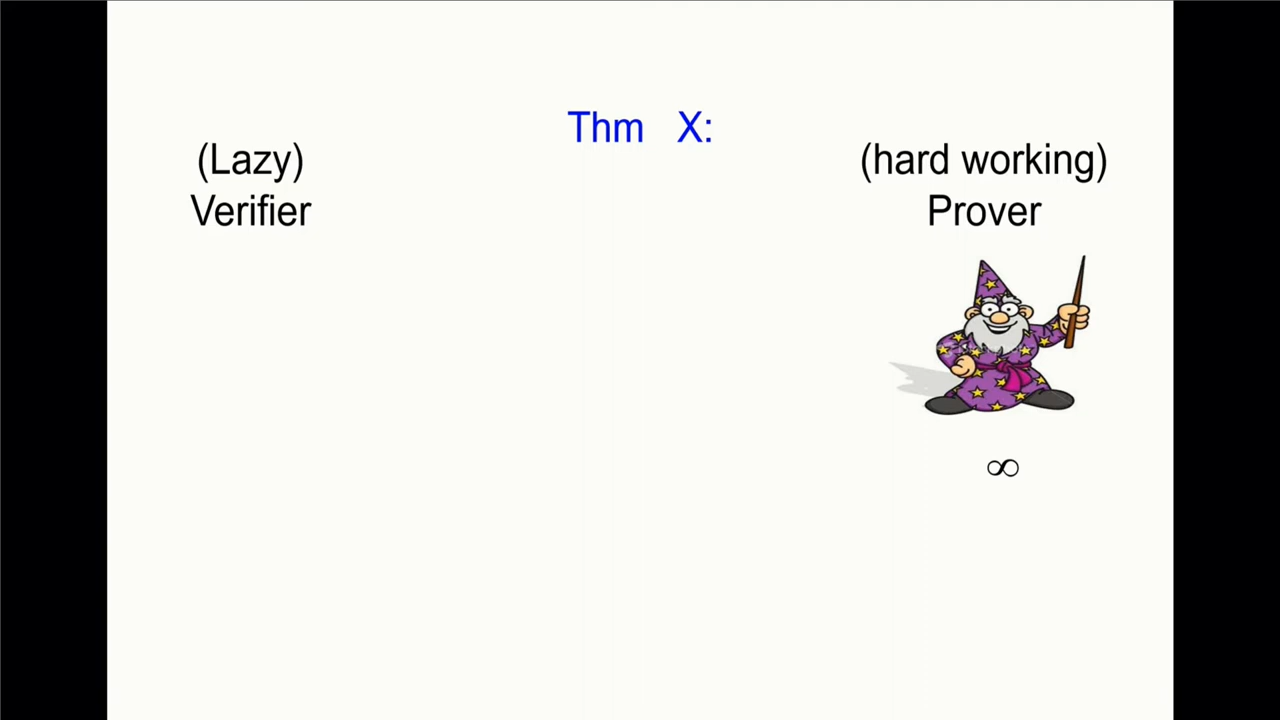 Thm X:
(Lazy)
Verifier
(hard working)
Prover
∞